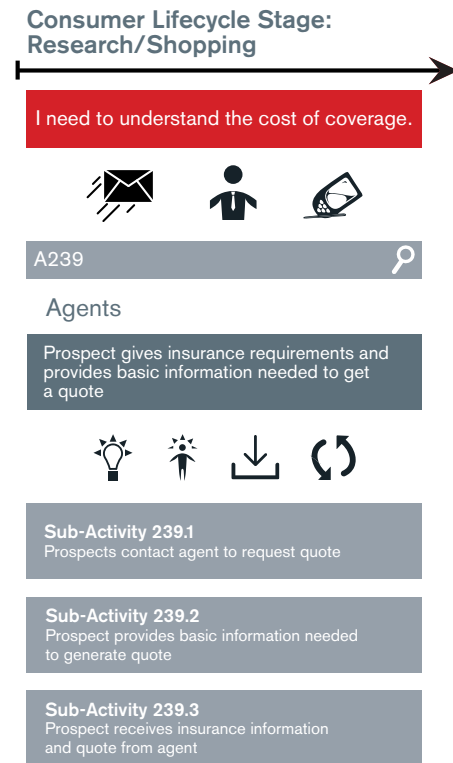 Consumer Lifecycle Stage:
Research/Shopping
I need to understand the cost of coverage.
A239
Agents
Prospect gives insurance requirements and
provides basic information needed to get
a quote
Sub-Activity 239.1
Prospects contact agent to request quote
Sub-Activity 239.2
Prospect provides basic information needed
to generate quote
Sub-Activity 239.3
Prospect receives insurance information
and quote from agent